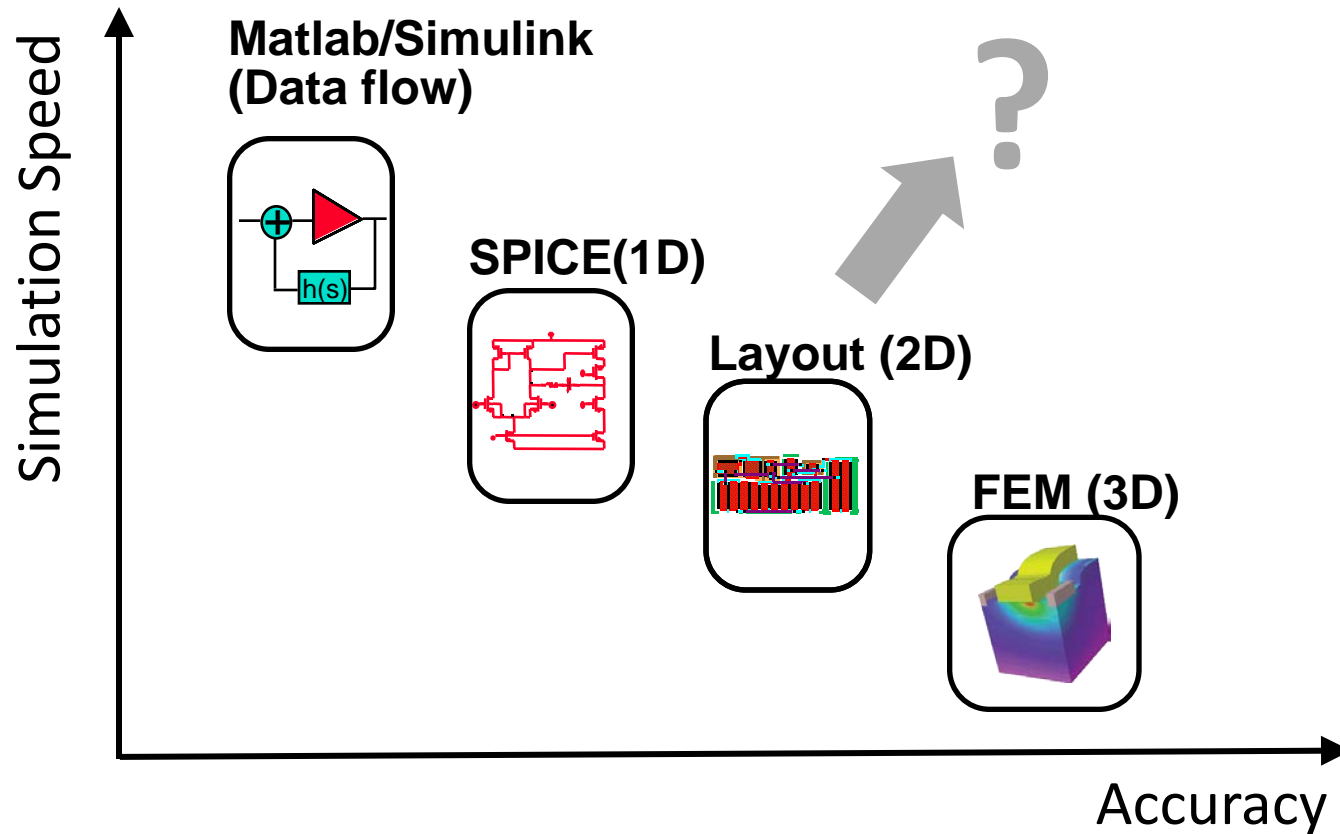 Simulation Speed
Matlab/Simulink
(Data flow)
?
+
h(s)
SPICE(1D)
Layout (2D)
FEM (3D)
Accuracy